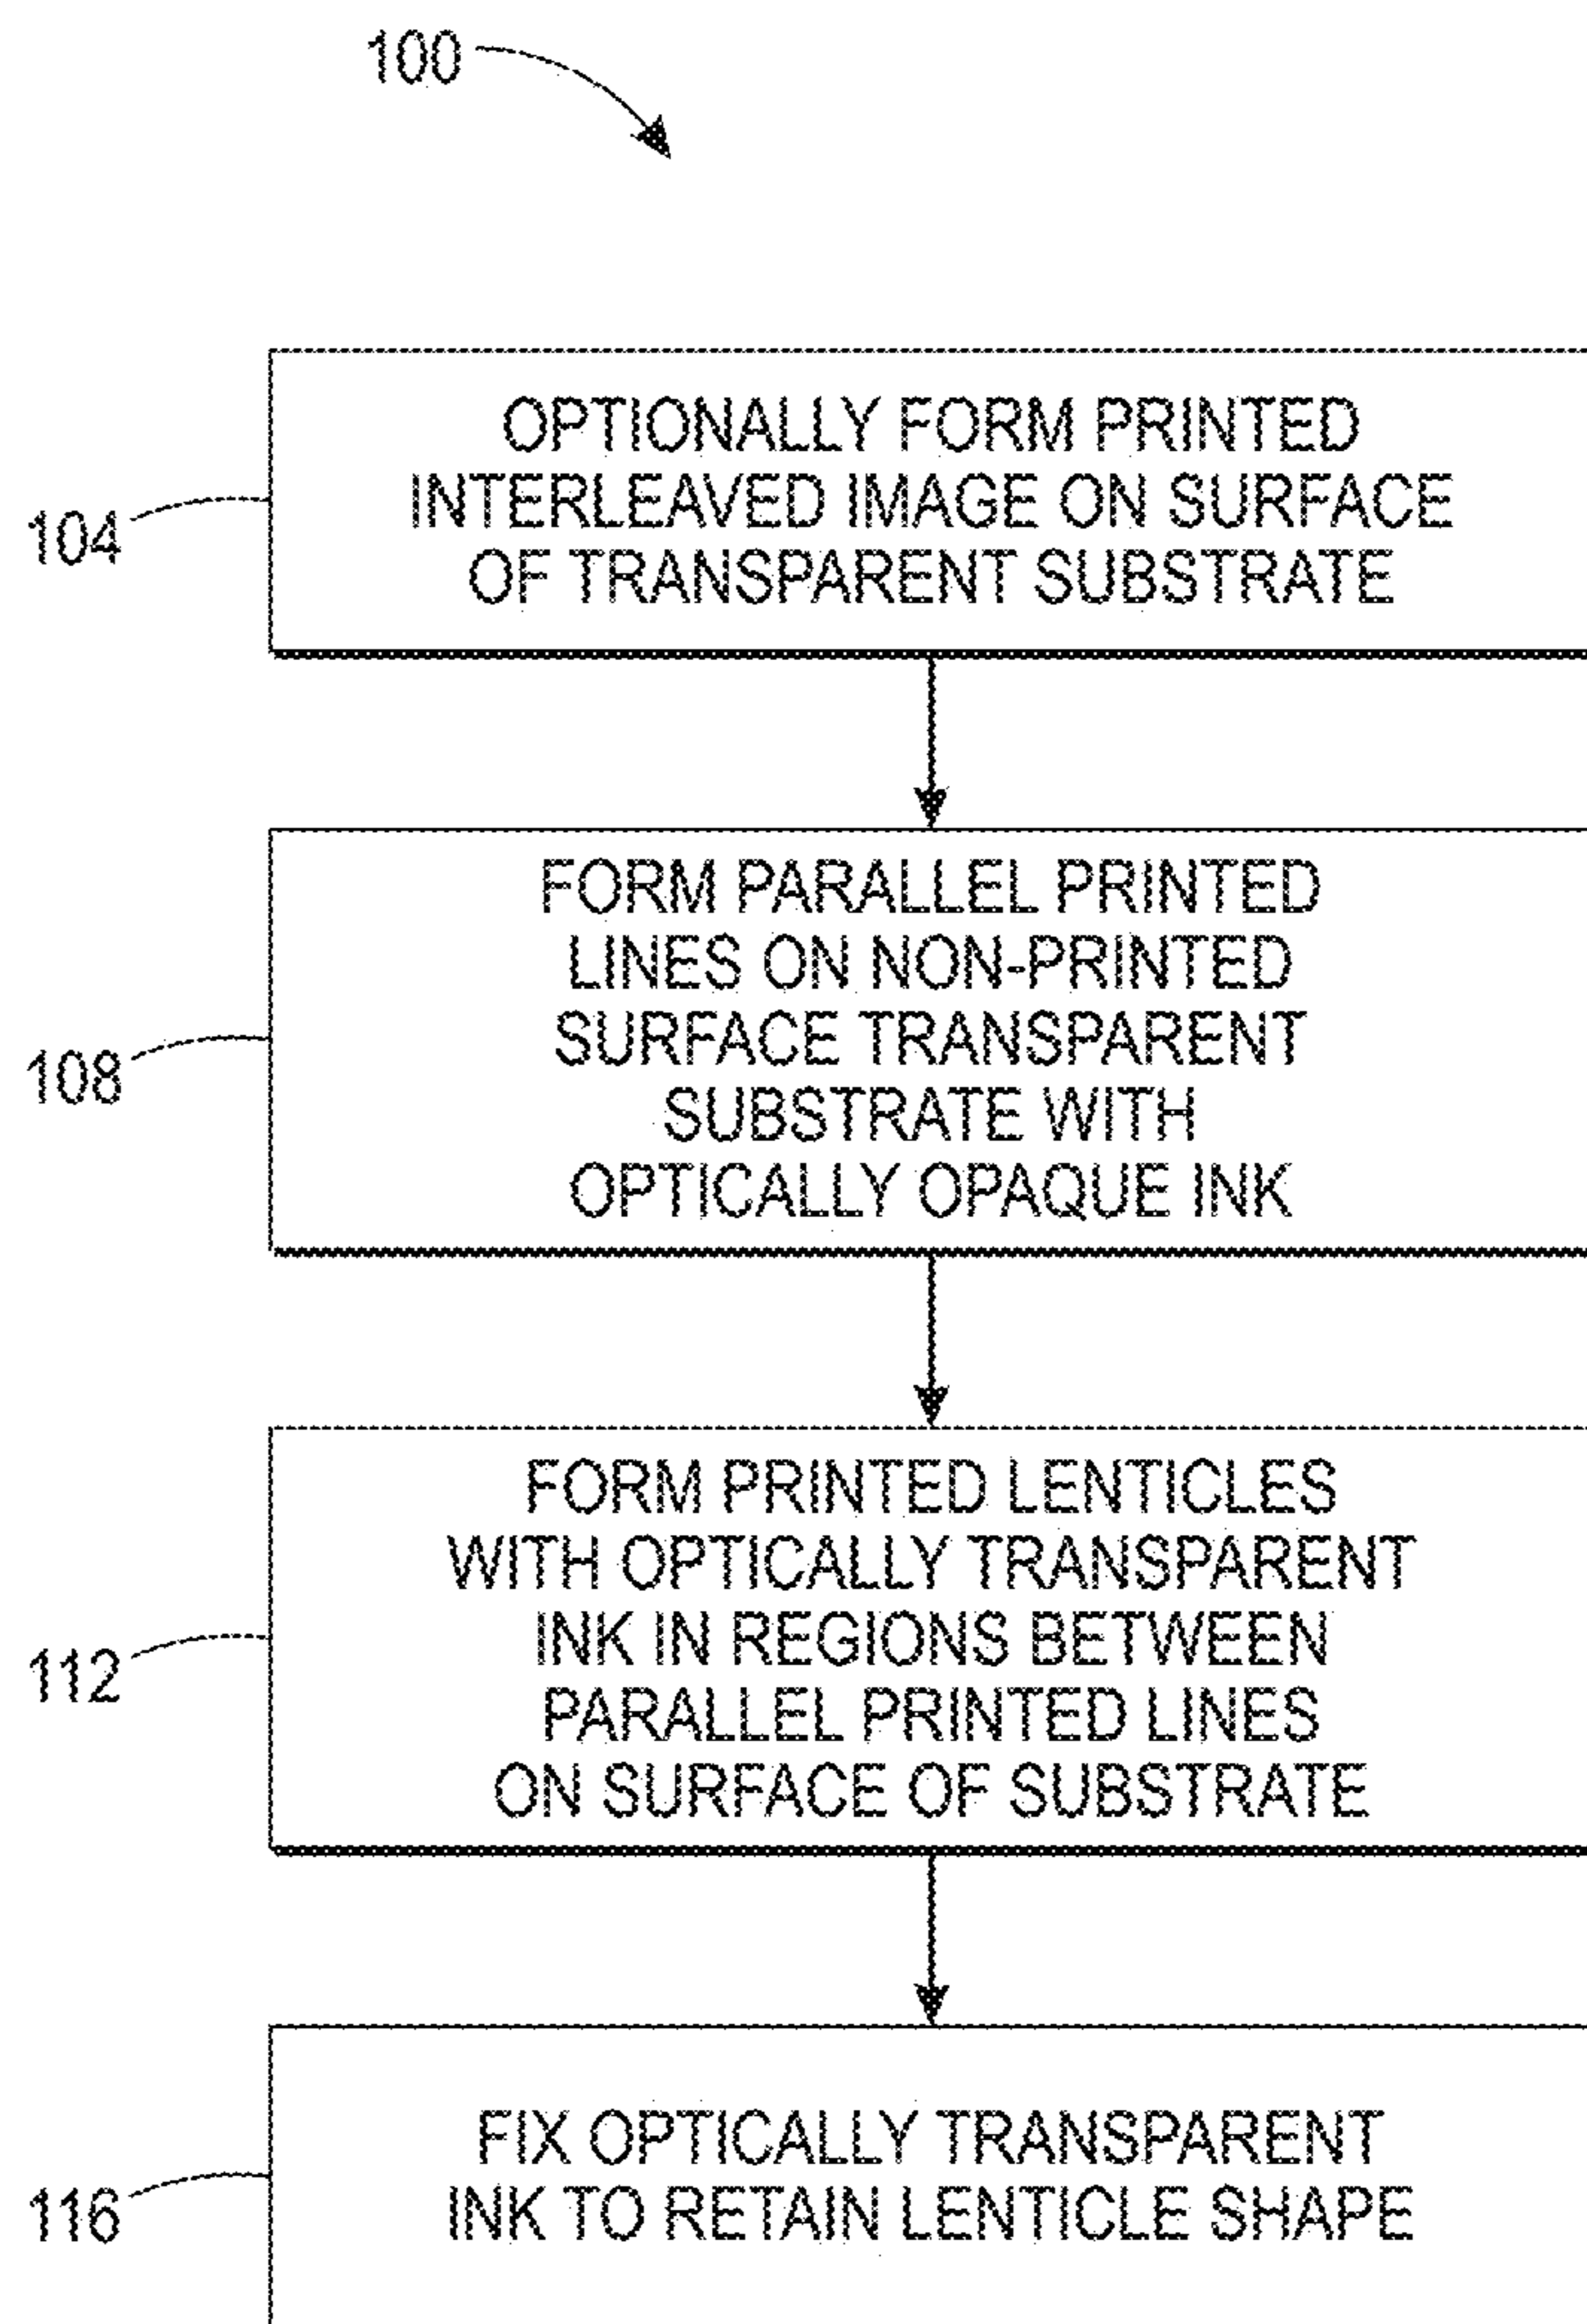 100
OPTIONALLY FORM PRINTED
INTERLEAVED IMAGE ON SURFACE
OF TRANSPARENT SUBSTRATE
104
FORM PARALLEL PRINTED
LINES ON NON-PRINTED
SURFACE TRANSPARENT
SUBSTRATE WITH
OPTICALLY OPAQUE INK
108
FORM PRINTED LENTICLES
WITH OPTICALLY TRANSPARENT
INK IN REGIONS BETWEEN
PARALLEL PRINTED LINES
ON SURFACE OF SUBSTRATE
112
FIX OPTICALLY TRANSPARENT
INK TO RETAIN LENTICLE SHAPE
116